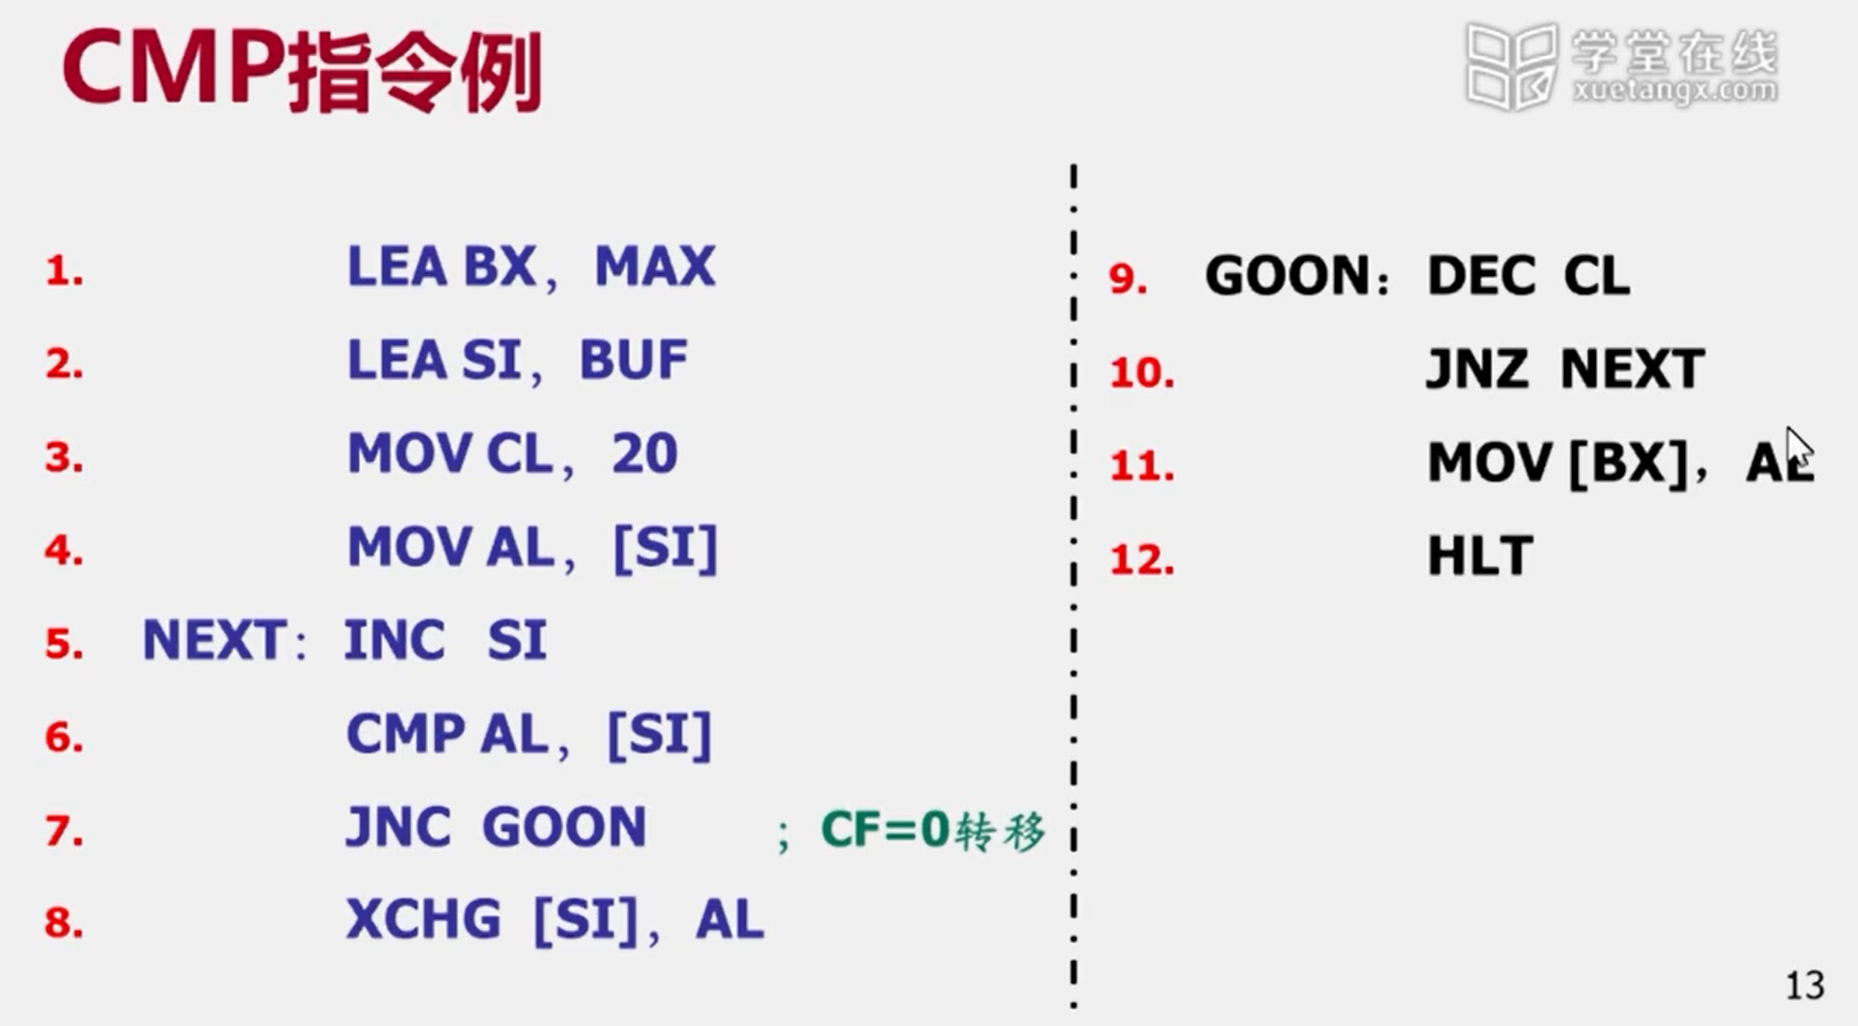 CMP指令例
学堂在线
xuetangx.com
1. LEA BX，MAX
2. LEA SI，BUF
3. MOV CL，20
4. MOV AL，[SI]
5. NEXT：INC SI
6. CMP AL，[SI]
7. JNC GOON ；CF=0转移
8. XCHG [SI]，AL
9. GOON：DEC CL
10. JNZ NEXT
11. MOV [BX]，AL
12. HLT
13